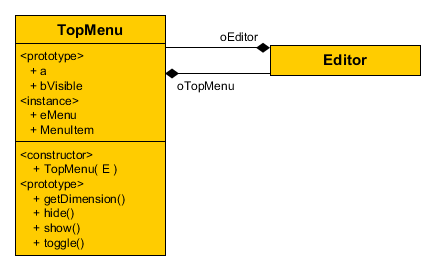 TopMenu
<prototype>
+ a
+ bVisible
<instance>
+ eMenu
+ MenuItem
<constructor>
+ TopMenu( E )
<prototype>
+ getDimension()
+ hide()
+ show()
+ toggle()
oEditor
oTopMenu
Editor